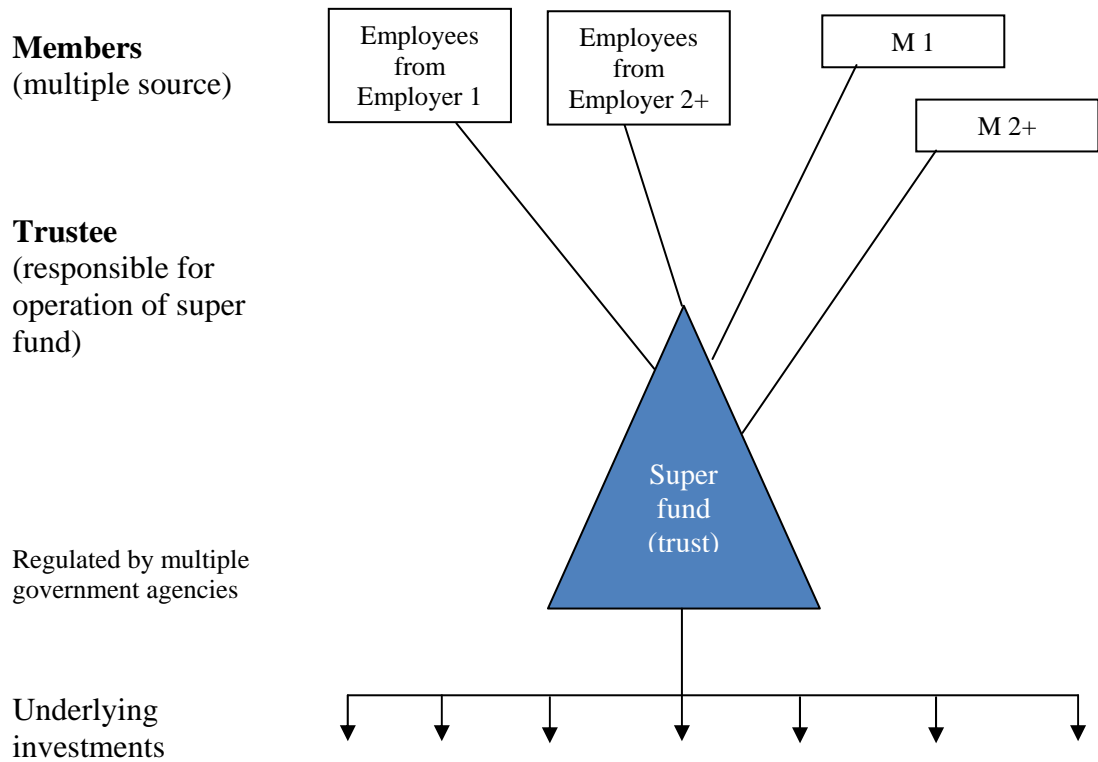 Members
(multiple source)
Employees
from
Employer 1
Employees
from
Employer 2+
M 1
M 2+
Trustee
(responsible for
operation of super
fund)
Super
fund
(trust)
Regulated by multiple
government agencies
Underlying
investments